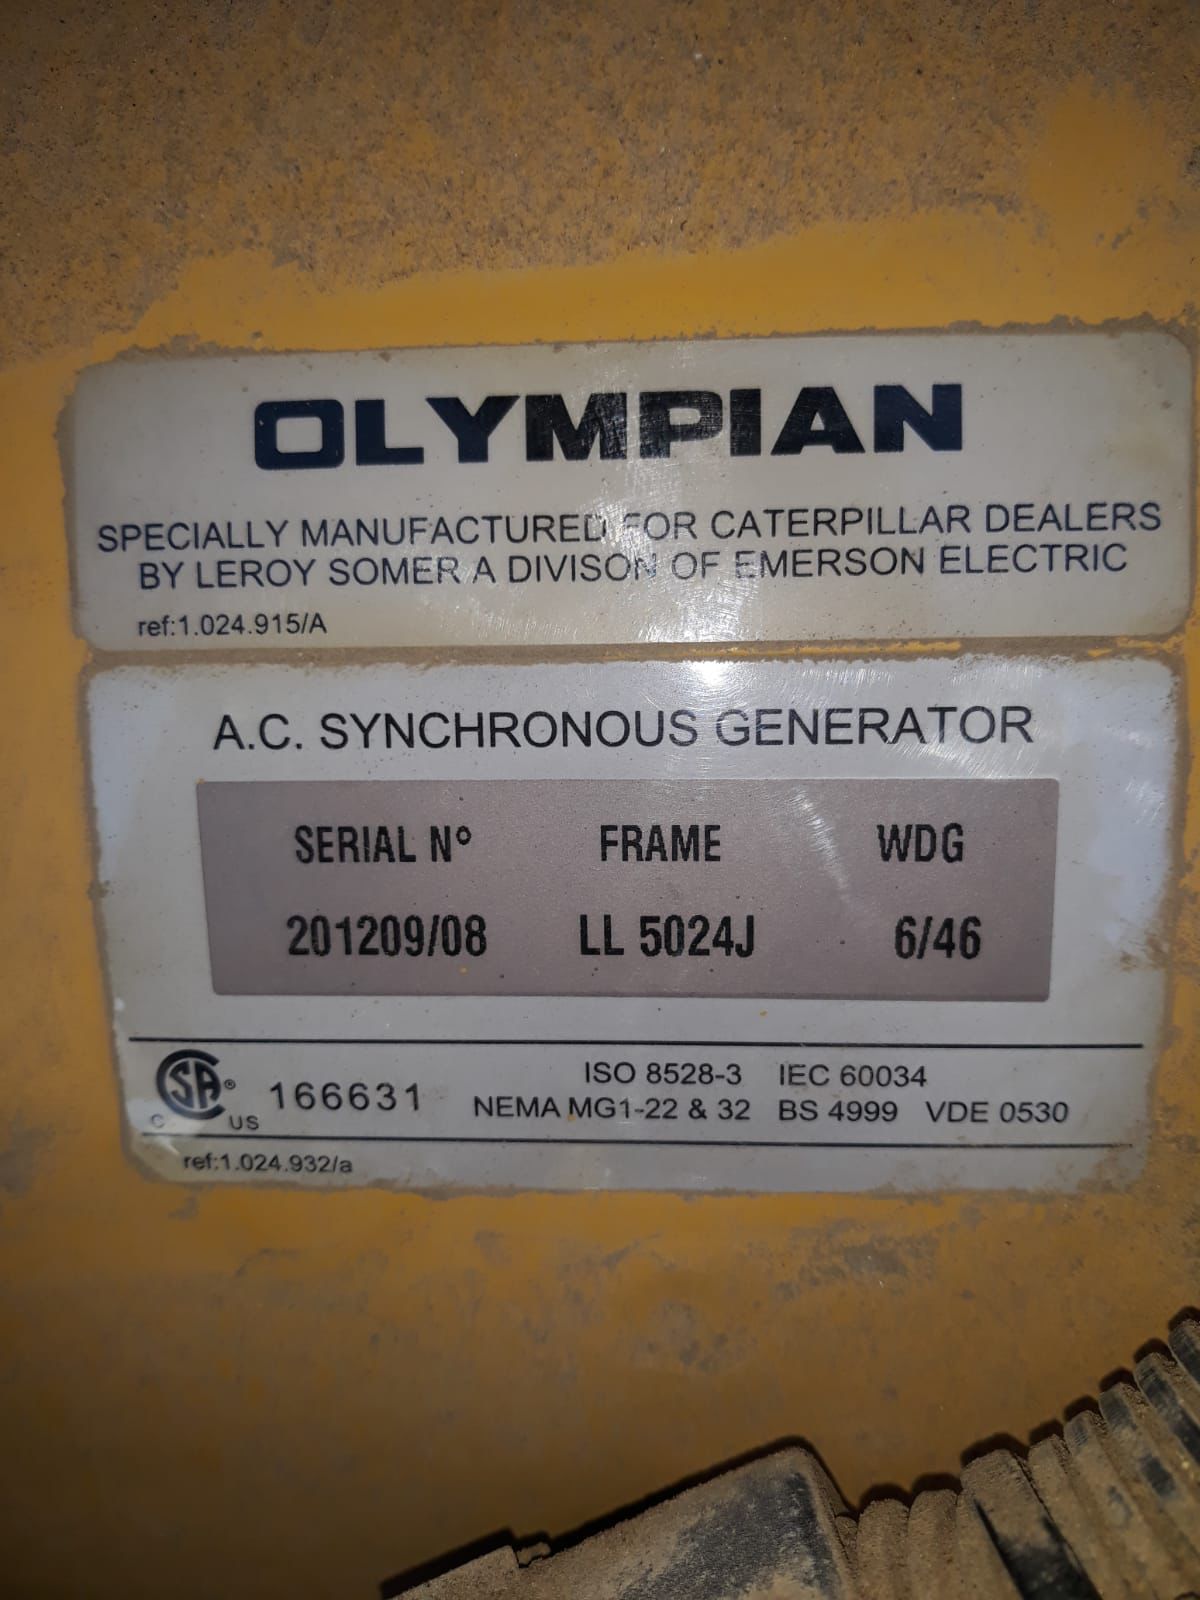 OLYMPIAN
SPECIALLY MANUFACTURED FOR CATERPILLAR DEALERS
BY LEROY SOMER A DIVISON OF EMERSON ELECTRIC
ref:1.024.915/A
A.C. SYNCHRONOUS GENERATOR
SERIAL Nº FRAME WDG
201209/08 LL 5024J 6/46
ISO 8528-3 IEC 60034
CSA® 166631 NEMA MG1-22 & 32 BS 4999 VDE 0530
C US
ref:1.024.932/a